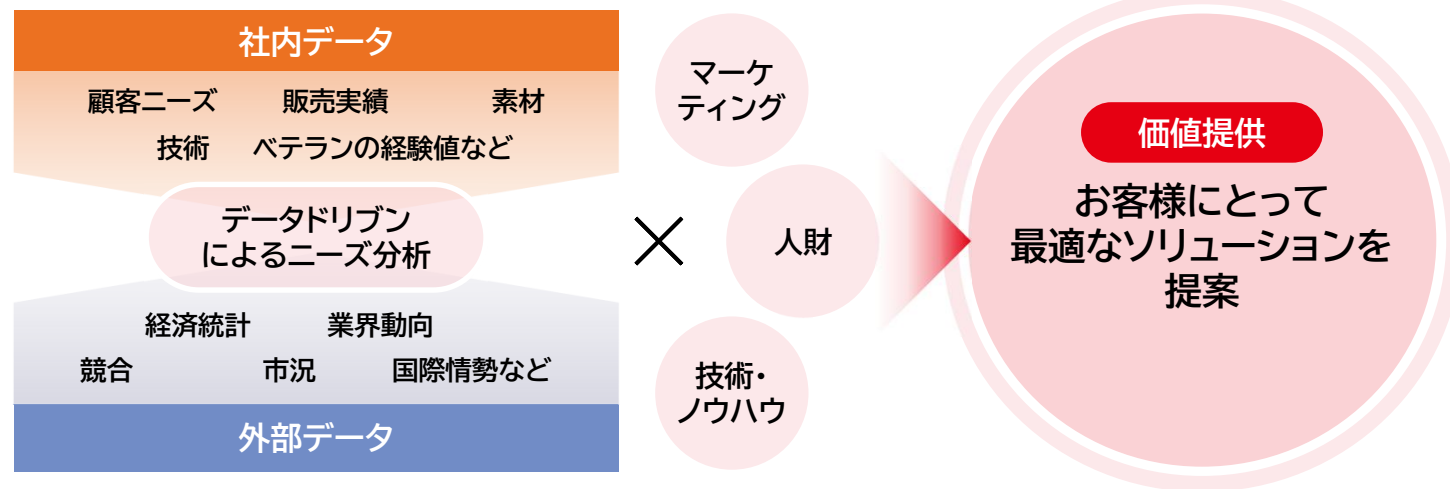 社内データ
顧客ニーズ 販売実績 素材
技術 ベテランの経験値など
データドリブン
によるニーズ分析
経済統計 業界動向
競合 市況 国際情勢など
外部データ
×
マーケ
ティング
人財
技術・
ノウハウ
価値提供
お客様にとって
最適なソリューションを
提案